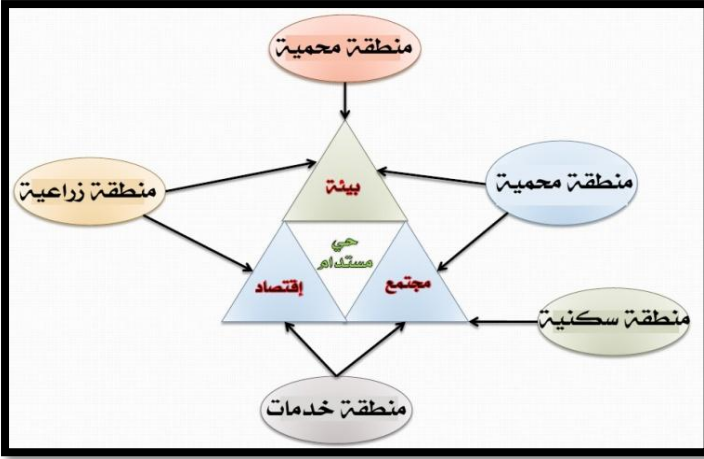 منطقة محمية
منطقة محمية
منطقة زراعية
بيئة
حي
مستدام
مجتمع
إقتصاد
منطقة سكنية
منطقة خدمات